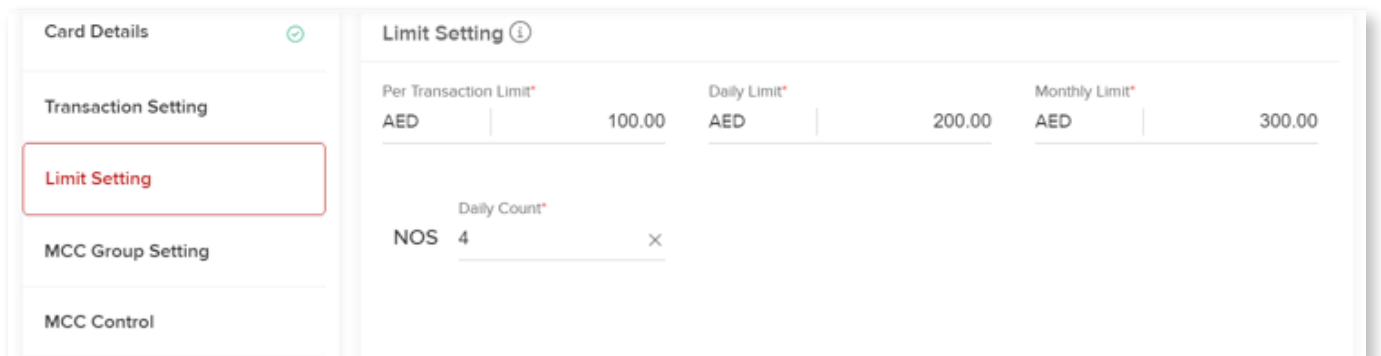 Card Details
Transaction Setting
Limit Setting
MCC Group Setting
MCC Control
Limit Setting
Per Transaction Limit* Daily Limit* Monthly Limit*
AED 100.00 AED 200.00 AED 300.00
Daily Count*
NOS 4